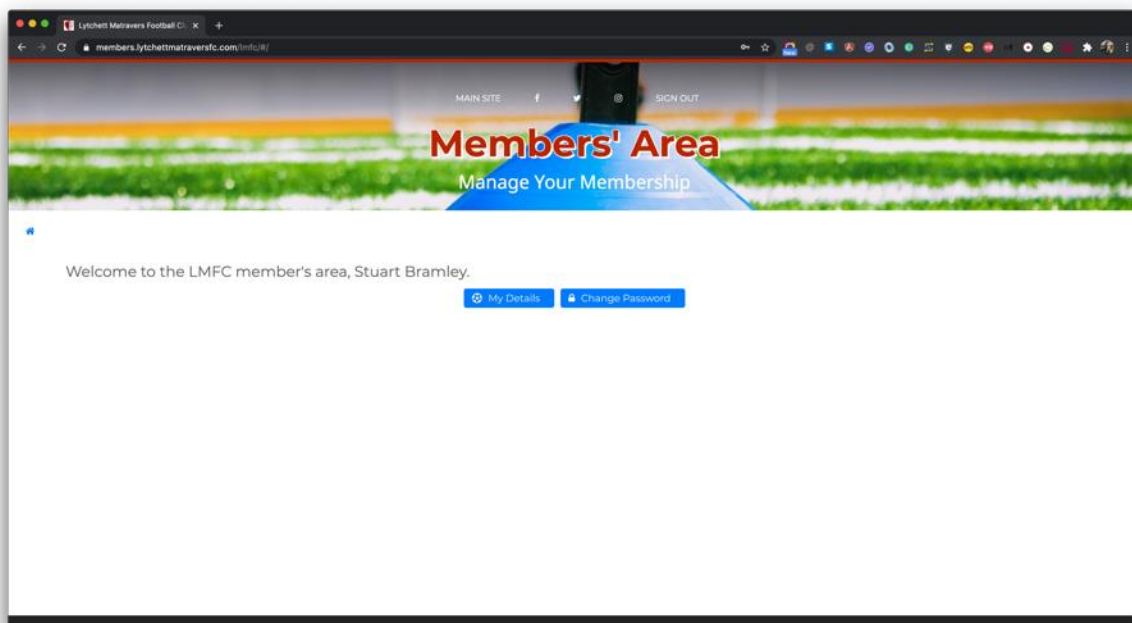 Lytchett Matravers Football Cl
members.lytchettmatraversfc.com/lmfc/#/
MAIN SITE SIGN OUT
Members' Area
Manage Your Membership
Welcome to the LMFC member's area, Stuart Bramley.
My Details Change Password